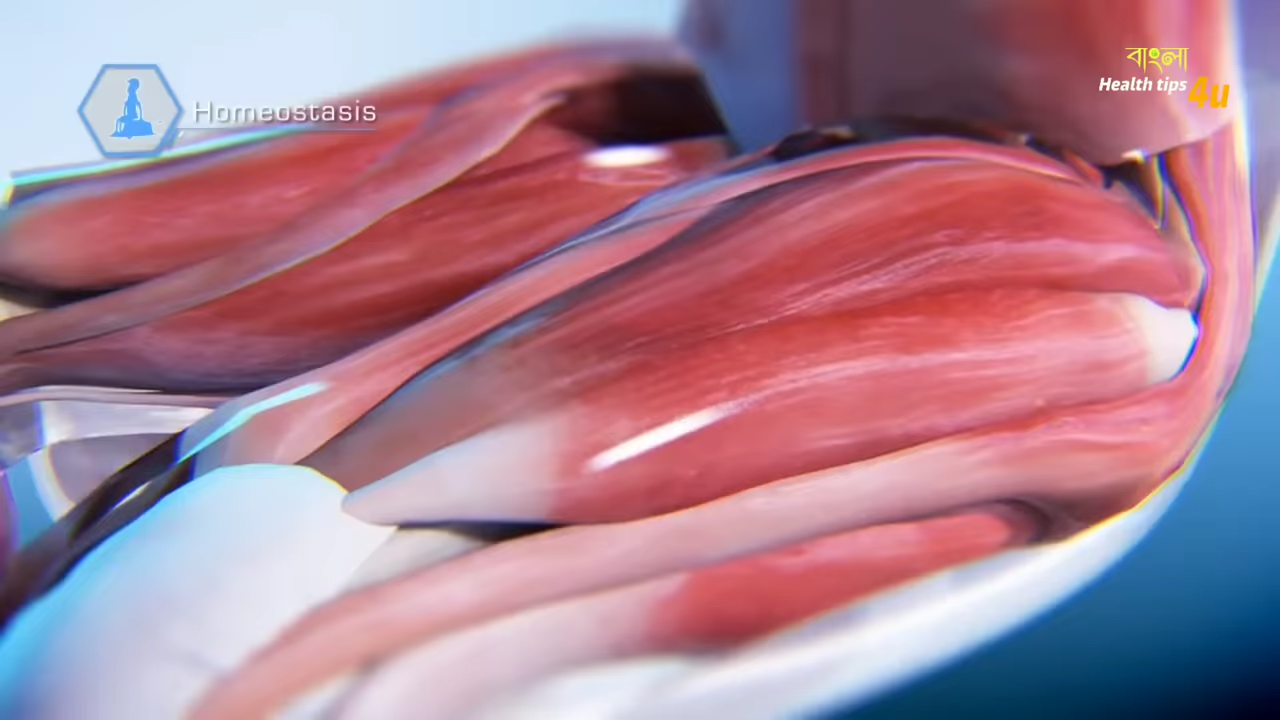 Homeostasis
বাংলা
Health tips 4u